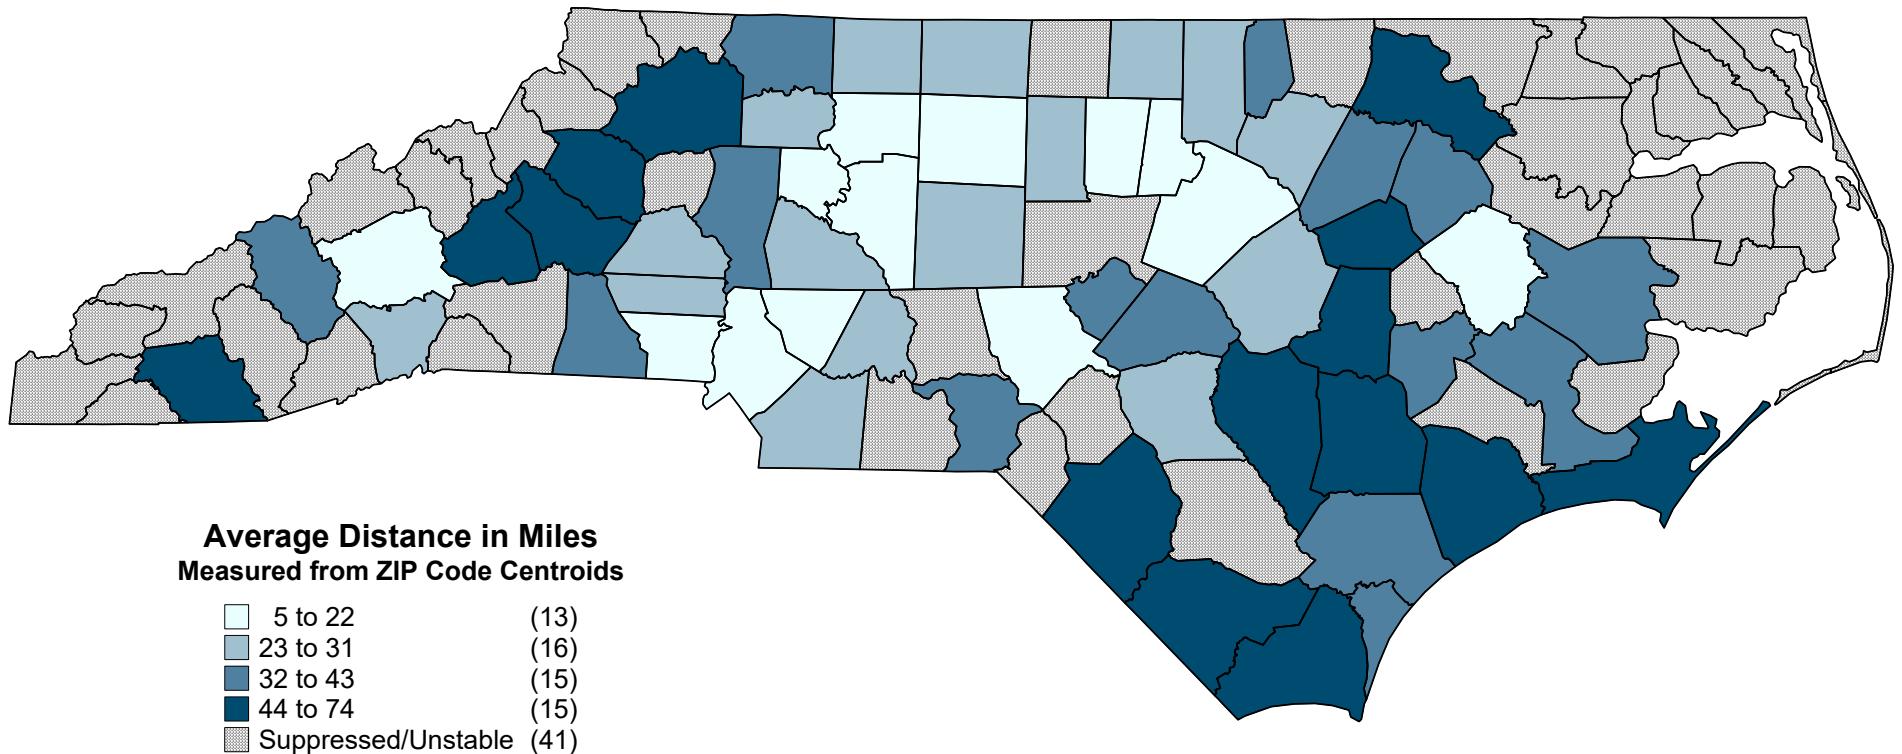 Average Distance in Miles
Measured from ZIP Code Centroids
5 to 22 (13)
23 to 31 (16)
32 to 43 (15)
44 to 74 (15)
Suppressed/Unstable (41)